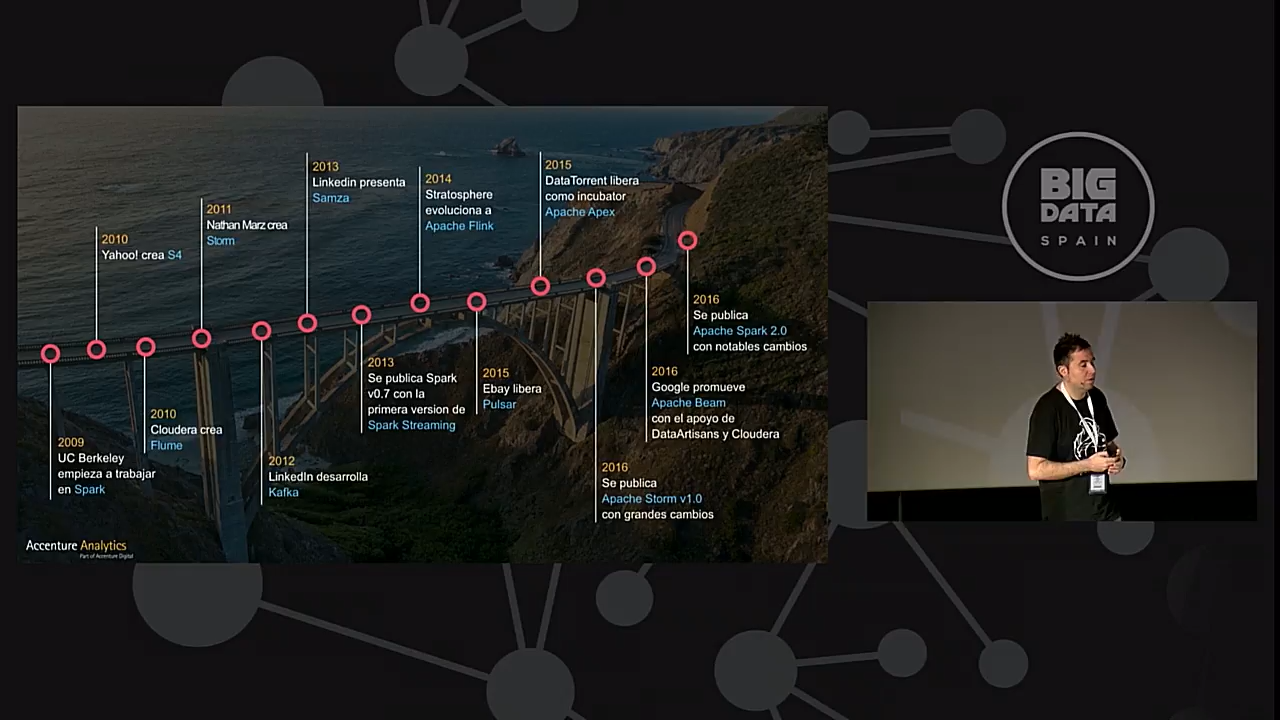 2009
UC Berkeley
empieza a trabajar
en Spark
2010
Yahoo! crea S4
2010
Cloudera crea
Flume
2011
Nathan Marz crea
Storm
2012
LinkedIn desarrolla
Kafka
2013
Linkedin presenta
Samza
2013
Se publica Spark
v0.7 con la
primera version de
Spark Streaming
2014
Stratosphere
evoluciona a
Apache Flink
2015
Ebay libera
Pulsar
2015
DataTorrent libera
como incubator
Apache Apex
2016
Se publica
Apache Storm v1.0
con grandes cambios
2016
Google promueve
Apache Beam
con el apoyo de
DataArtisans y Cloudera
2016
Se publica
Apache Spark 2.0
con notables cambios
Accenture Analytics
Part of Accenture Digital
BIG
DATA
SPAIN